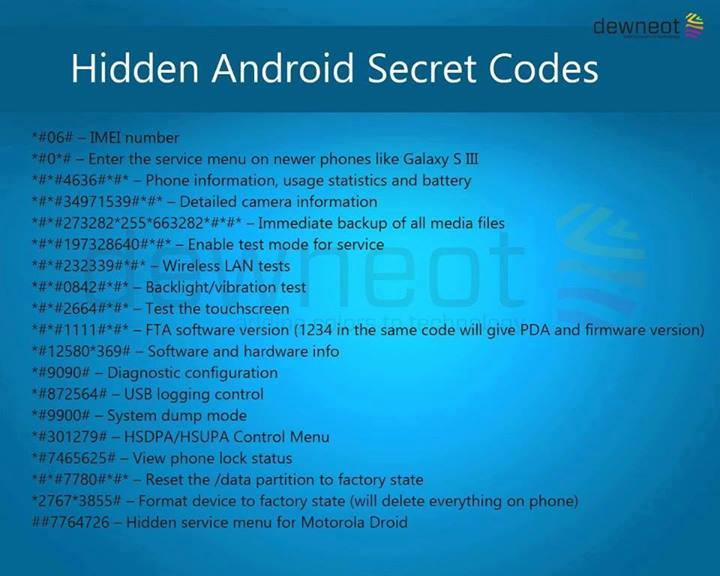 dewneot
Hidden Android Secret Codes
*#06# – IMEI number
*#0*# – Enter the service menu on newer phones like Galaxy S III
*#*#4636#*#* – Phone information, usage statistics and battery
*#*#34971539#*#* – Detailed camera information
*#*#273282*255*663282*#*#* – Immediate backup of all media files
*#*#197328640#*#* – Enable test mode for service
*#*#232339#*#* – Wireless LAN tests
*#*#0842#*#* – Backlight/vibration test
*#*#2664#*#* – Test the touchscreen
*#*#1111#*#* – FTA software version (1234 in the same code will give PDA and firmware version)
*#12580*369# – Software and hardware info
*#9090# – Diagnostic configuration
*#872564# – USB logging control
*#9900# – System dump mode
*#301279# – HSDPA/HSUPA Control Menu
*#7465625# – View phone lock status
*#*#7780#*#* – Reset the /data partition to factory state
*2767*3855# – Format device to factory state (will delete everything on phone)
##7764726 – Hidden service menu for Motorola Droid
dewneot